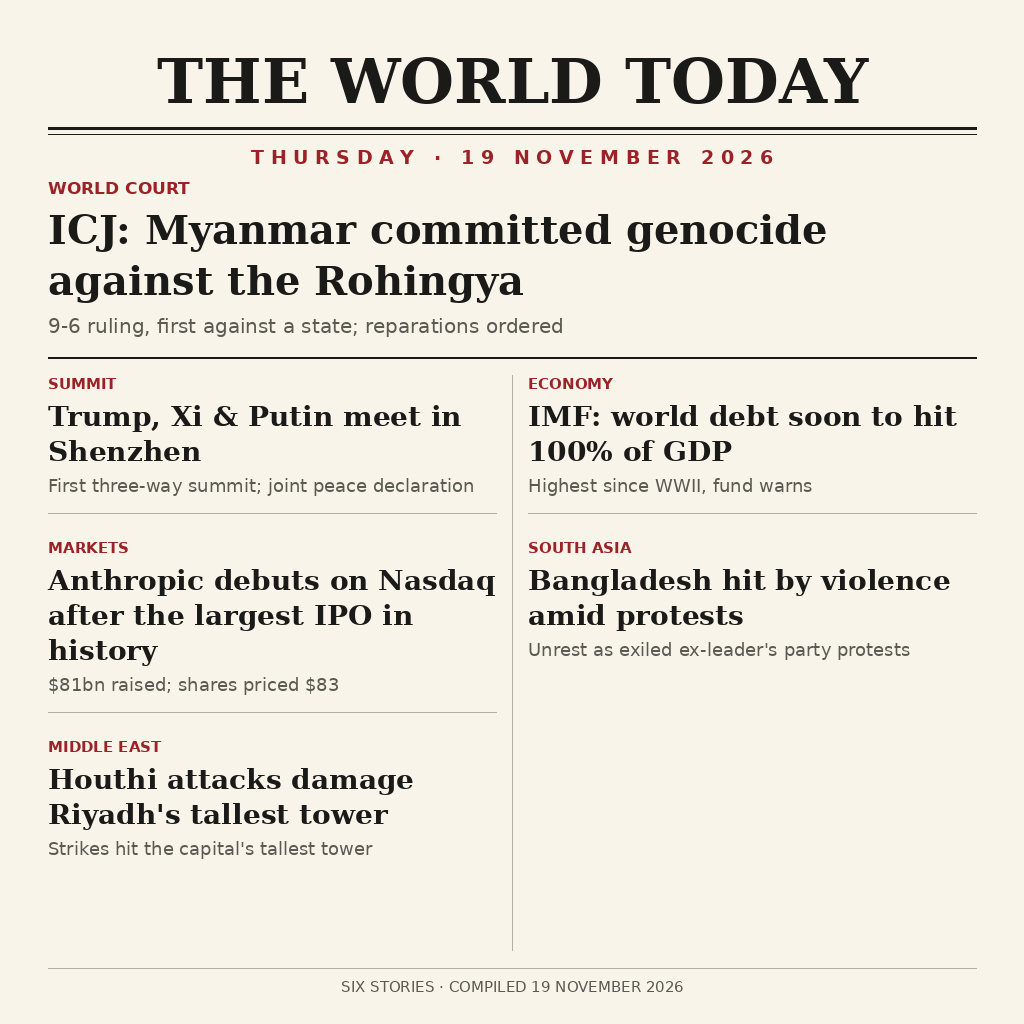 THE WORLD TODAY
THURSDAY · 19 NOVEMBER 2026
WORLD COURT
ICJ: Myanmar committed genocide
against the Rohingya
9-6 ruling, first against a state; reparations ordered
SUMMIT
Trump, Xi & Putin meet in
Shenzhen
First three-way summit; joint peace declaration
MARKETS
Anthropic debuts on Nasdaq
after the largest IPO in
history
$81bn raised; shares priced $83
MIDDLE EAST
Houthi attacks damage
Riyadh's tallest tower
Strikes hit the capital's tallest tower
ECONOMY
IMF: world debt soon to hit
100% of GDP
Highest since WWII, fund warns
SOUTH ASIA
Bangladesh hit by violence
amid protests
Unrest as exiled ex-leader's party protests
SIX STORIES · COMPILED 19 NOVEMBER 2026